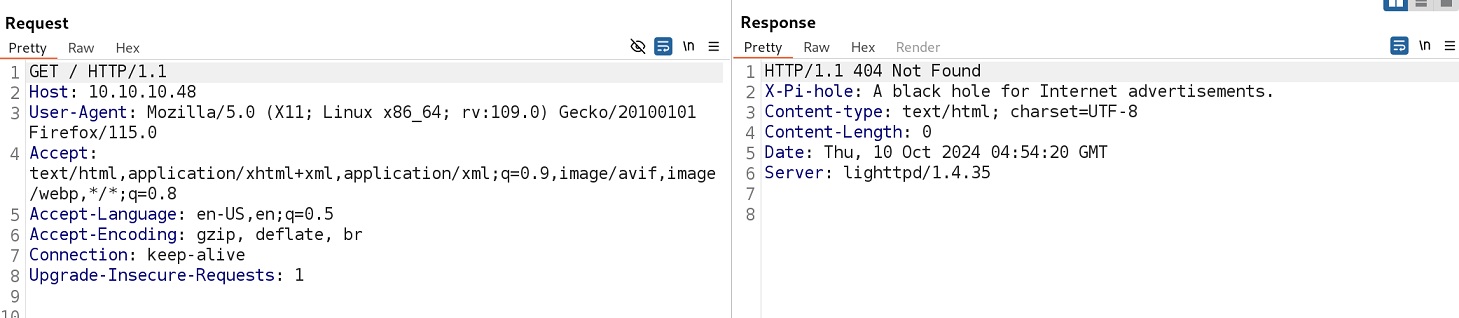 Request
Pretty Raw Hex \n
1 GET / HTTP/1.1
2 Host: 10.10.10.48
3 User-Agent: Mozilla/5.0 (X11; Linux x86_64; rv:109.0) Gecko/20100101
Firefox/115.0
4 Accept:
text/html,application/xhtml+xml,application/xml;q=0.9,image/avif,image
/webp,*/*;q=0.8
5 Accept-Language: en-US,en;q=0.5
6 Accept-Encoding: gzip, deflate, br
7 Connection: keep-alive
8 Upgrade-Insecure-Requests: 1
9
10
Response
Pretty Raw Hex Render \n
1 HTTP/1.1 404 Not Found
2 X-Pi-hole: A black hole for Internet advertisements.
3 Content-type: text/html; charset=UTF-8
4 Content-Length: 0
5 Date: Thu, 10 Oct 2024 04:54:20 GMT
6 Server: lighttpd/1.4.35
7
8